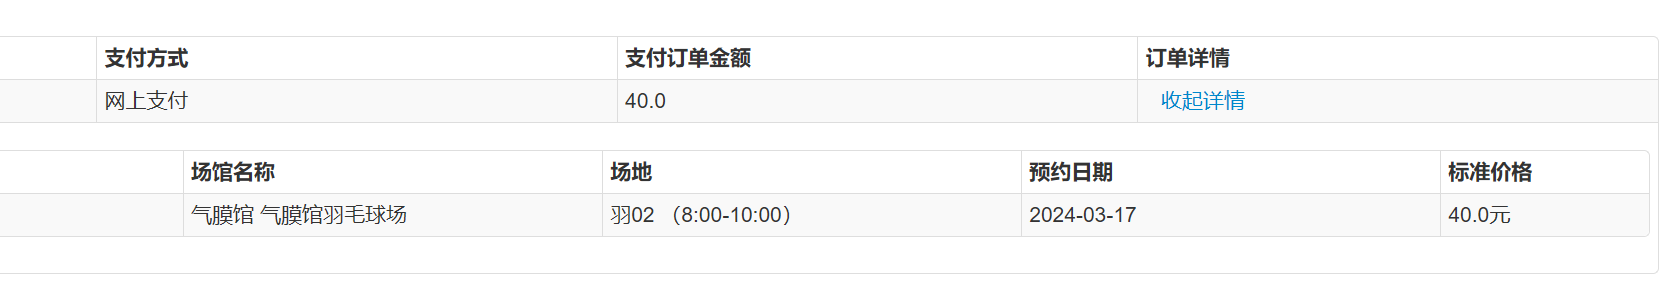 支付方式 支付订单金额 订单详情
网上支付 40.0 收起详情
场馆名称 场地 预约日期 标准价格
气膜馆 气膜馆羽毛球场 羽02 （8:00-10:00） 2024-03-17 40.0元